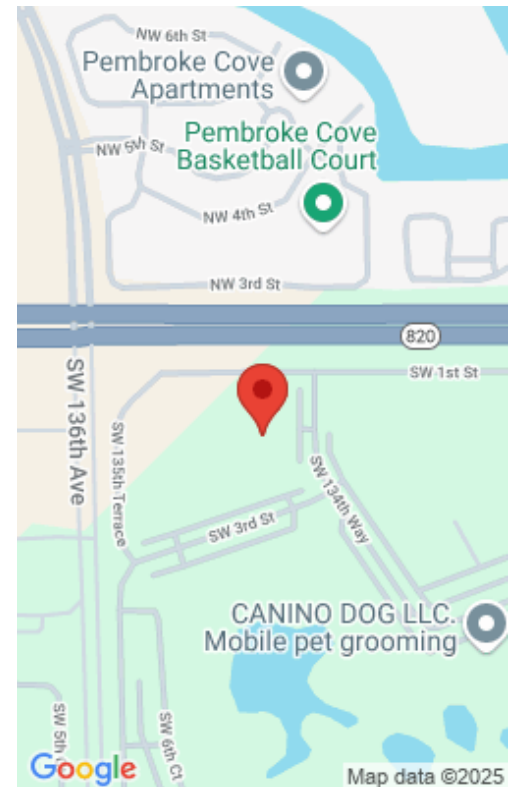 NW 6th St
Pembroke Cove
Apartments
Pembroke Cove
Basketball Court
NW 5th St
NW 4th St
NW 3rd St
820
SW 1st St
SW 136th Ave
SW 135th Terrace
SW 134th Way
SW 3rd St
CANINO DOG LLC.
Mobile pet grooming
SW 5th
SW 6th Ct
Google
Map data ©2025